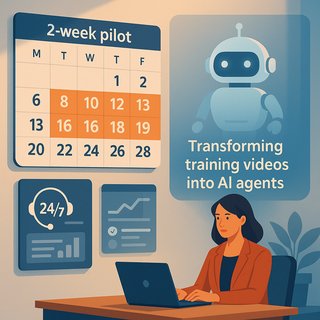 2-week pilot
M T W T F
1 2
6 8 10 12 13
13 16 16 18 19
20 22 24 26 28
Transforming
training videos
into AI agents
24/7